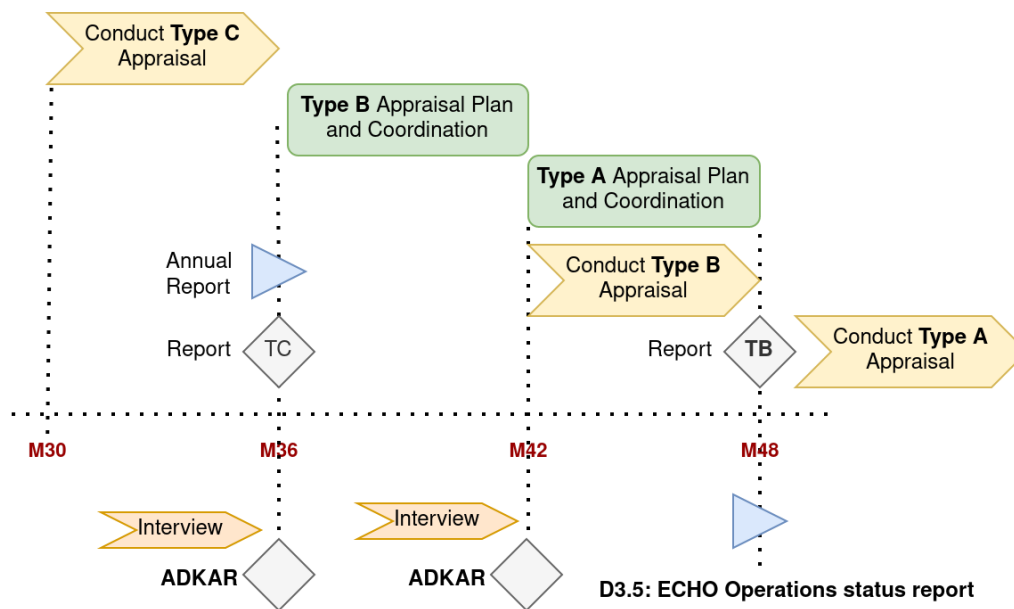 Conduct Type C
Appraisal
Type B Appraisal Plan
and Coordination
Type A Appraisal Plan
and Coordination
Annual
Report
Conduct Type B
Appraisal
Report
TC
Report
TB
Conduct Type A
Appraisal
M30
M36
M42
M48
Interview
Interview
ADKAR
ADKAR
D3.5: ECHO Operations status report